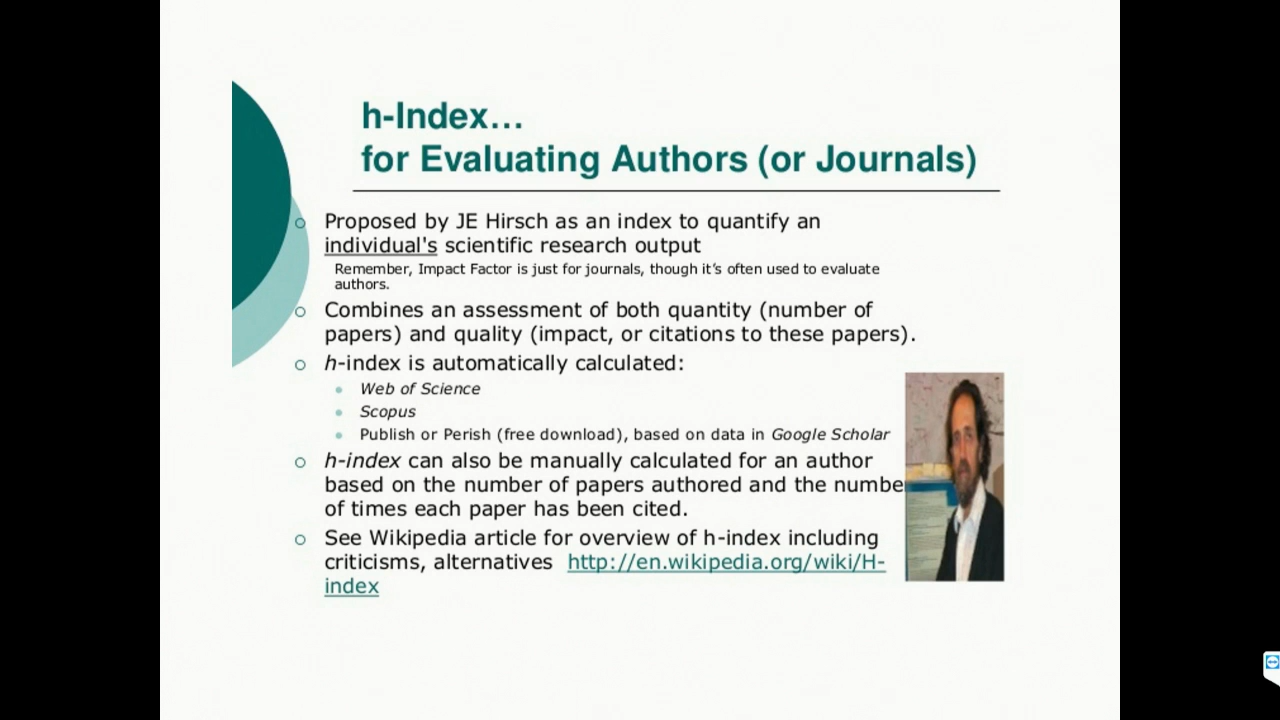 h-Index…
for Evaluating Authors (or Journals)
Proposed by JE Hirsch as an index to quantify an
individual's scientific research output
Remember, Impact Factor is just for journals, though it’s often used to evaluate
authors.
Combines an assessment of both quantity (number of
papers) and quality (impact, or citations to these papers).
h-index is automatically calculated:
Web of Science
Scopus
Publish or Perish (free download), based on data in Google Scholar
h-index can also be manually calculated for an author
based on the number of papers authored and the numbe
of times each paper has been cited.
See Wikipedia article for overview of h-index including
criticisms, alternatives http://en.wikipedia.org/wiki/H-
index